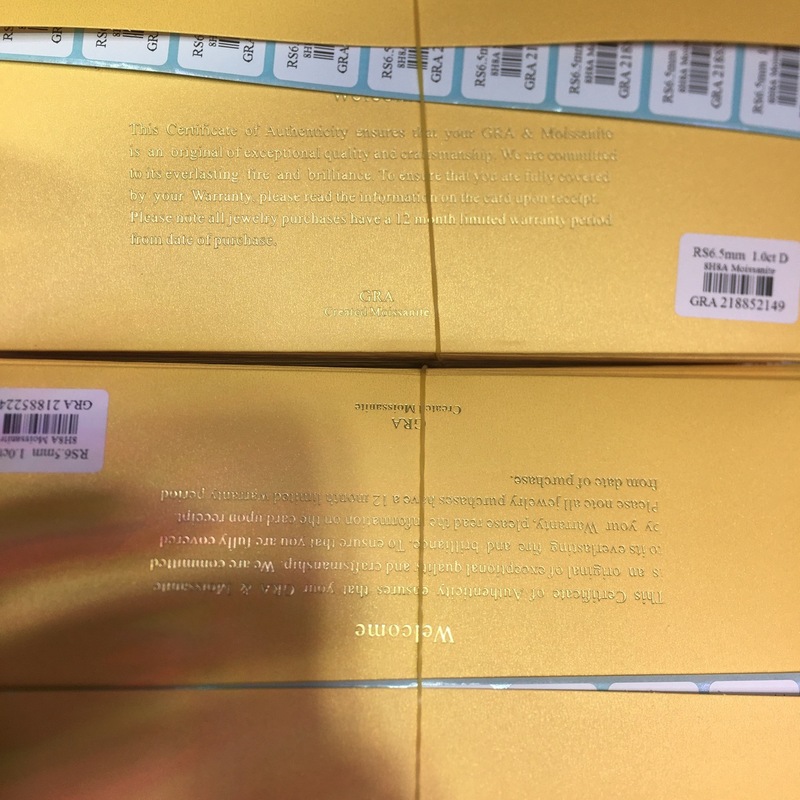 This Certificate of Authenticity ensures that your GRA & Moissanite
is an original of exceptional quality and craftsmanship. We are committed
to its everlasting fire and brilliance. To ensure that you are fully covered
by your Warranty, please read the information on the card upon receipt.
Please note all jewelry purchases have a 12 month limited warranty period
from date of purchase.
GRA
Created Moissanite
RS6.5mm 1.0ct D
8H8A Moissanite
GRA 218852149
RS6.5mm 1.0ct
8H8A Moissanite
GRA 21885224
Welcome
This Certificate of Authenticity ensures that your GRA & Moissanite
is an original of exceptional quality and craftsmanship. We are committed
to its everlasting fire and brilliance. To ensure that you are fully covered
by your Warranty, please read the information on the card upon receipt.
Please note all jewelry purchases have a 12 month limited warranty period
from date of purchase.
GRA
Created Moissanite